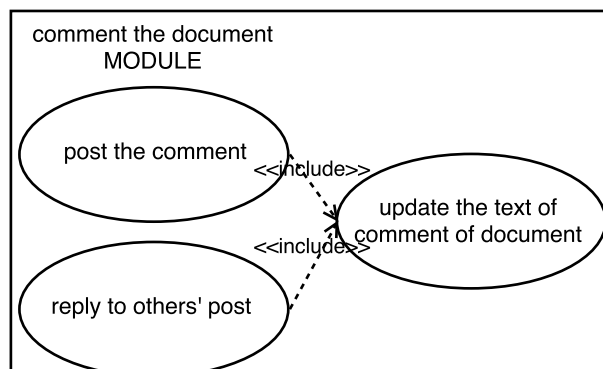 comment the document
MODULE
post the comment
<<include>>
update the text of
comment of document
<<include>>
reply to others' post